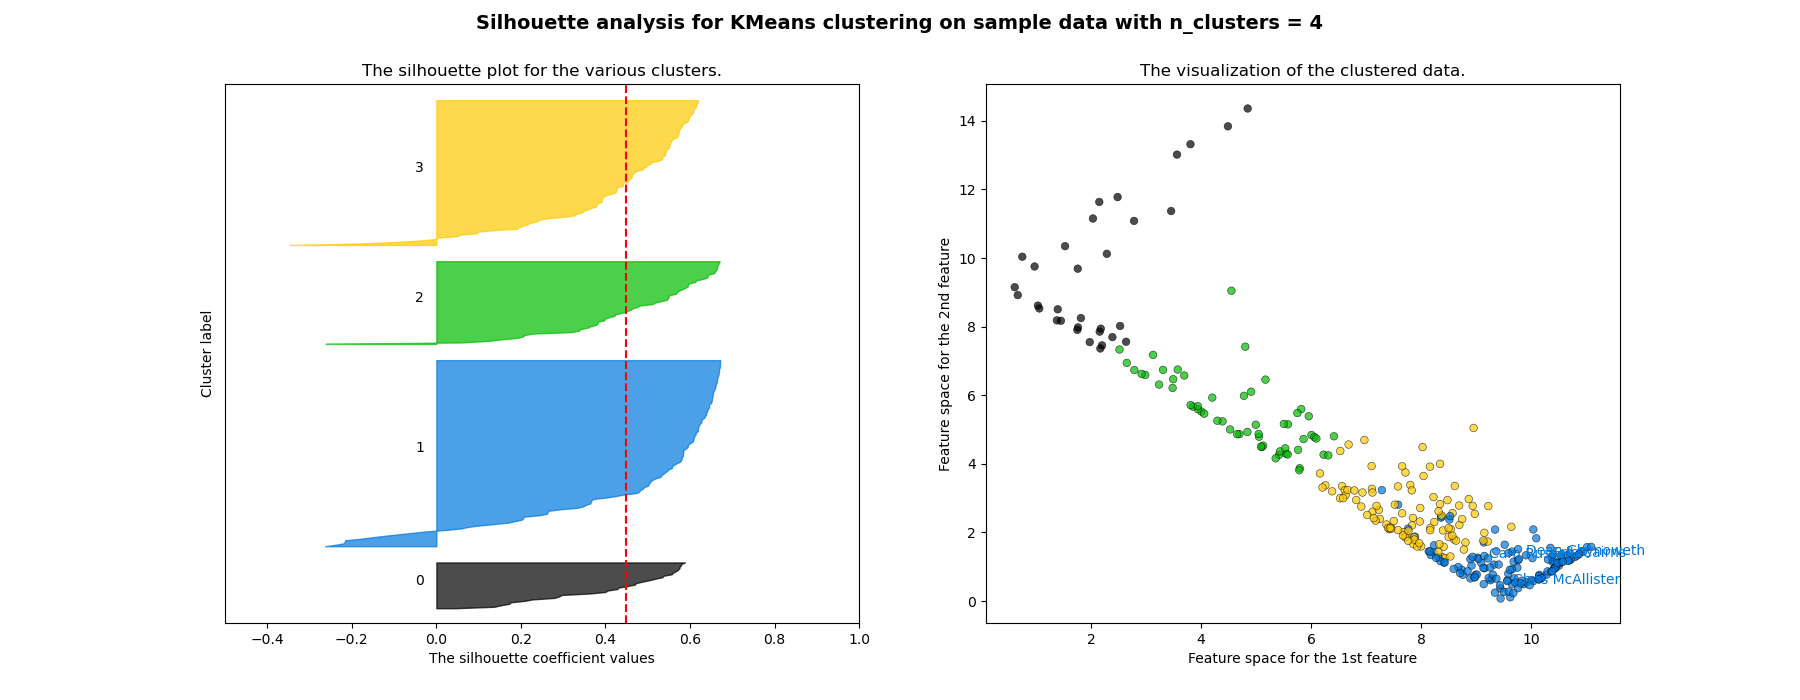 Silhouette analysis for KMeans clustering on sample data with n_clusters = 4
The silhouette plot for the various clusters.
3
2
1
0
Cluster label
−0.4 −0.2 0.0 0.2 0.4 0.6 0.8 1.0
The silhouette coefficient values
The visualization of the clustered data.
14
12
10
8
6
4
2
0
Feature space for the 2nd feature
McAllister
2 4 6 8 10
Feature space for the 1st feature